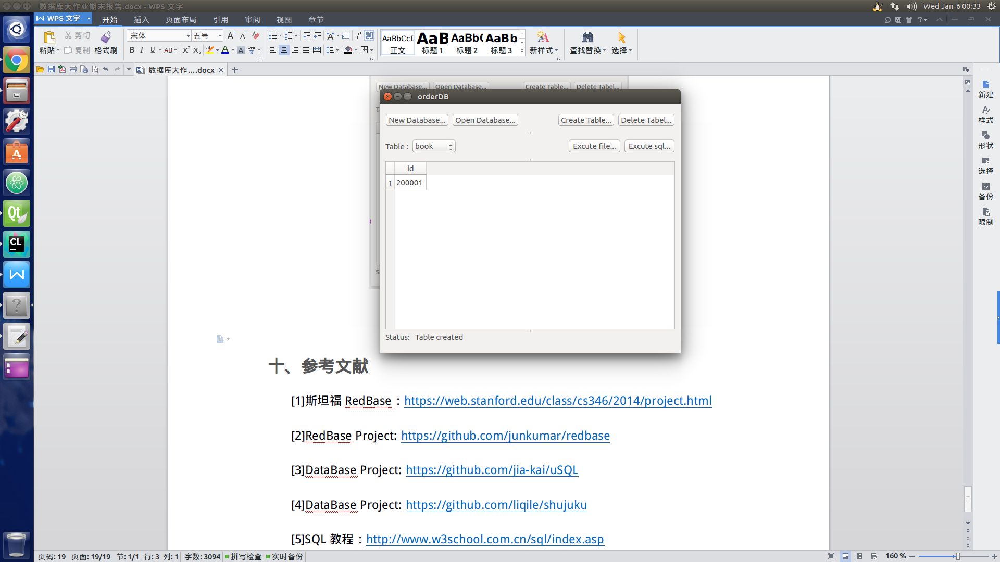 数据库大作业期末报告.docx - WPS 文字
Wed Jan 6 00:33
WPS 文字
开始 插入 页面布局 引用 审阅 视图 章节
粘贴 剪切 复制 格式刷
宋体 五号
B I U AB X² X₂ ab A A wén 文
AaBbCcD 正文
AaB 标题 1
AaBb( 标题 2
AaBb 标题 3
新样式 查找替换 选择
数据库大作....docx
新建
样式
形状
选择
备份
限制
New Database... Open Database... Create Table... Delete Tabel...
orderDB
New Database... Open Database... Create Table... Delete Tabel...
Table : book Excute file... Excute sql...
id
1 200001
Status: Table created
十、参考文献
[1]斯坦福 RedBase：https://web.stanford.edu/class/cs346/2014/project.html
[2]RedBase Project: https://github.com/junkumar/redbase
[3]DataBase Project: https://github.com/jia-kai/uSQL
[4]DataBase Project: https://github.com/liqile/shujuku
[5]SQL 教程：http://www.w3school.com.cn/sql/index.asp
Qt
CL
页码: 19 页面: 19/19 节: 1/1 行: 3 列: 1 字数: 3094 拼写检查 实时备份 160 %